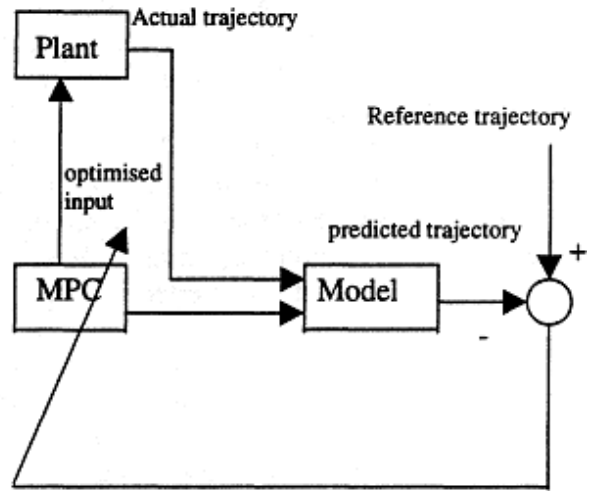 Actual trajectory
Plant
Reference trajectory
optimised
input
predicted trajectory
+
MPC
Model
-